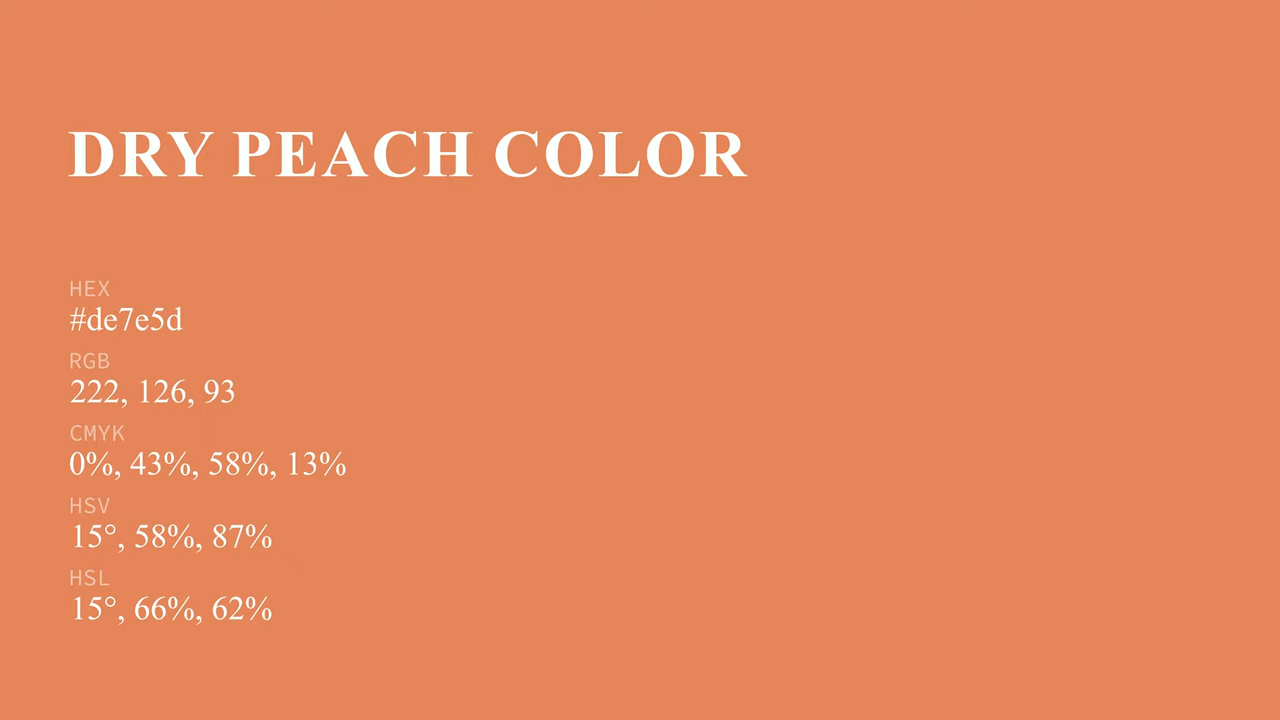 DRY PEACH COLOR
HEX
#de7e5d
RGB
222, 126, 93
CMYK
0%, 43%, 58%, 13%
HSV
15°, 58%, 87%
HSL
15°, 66%, 62%